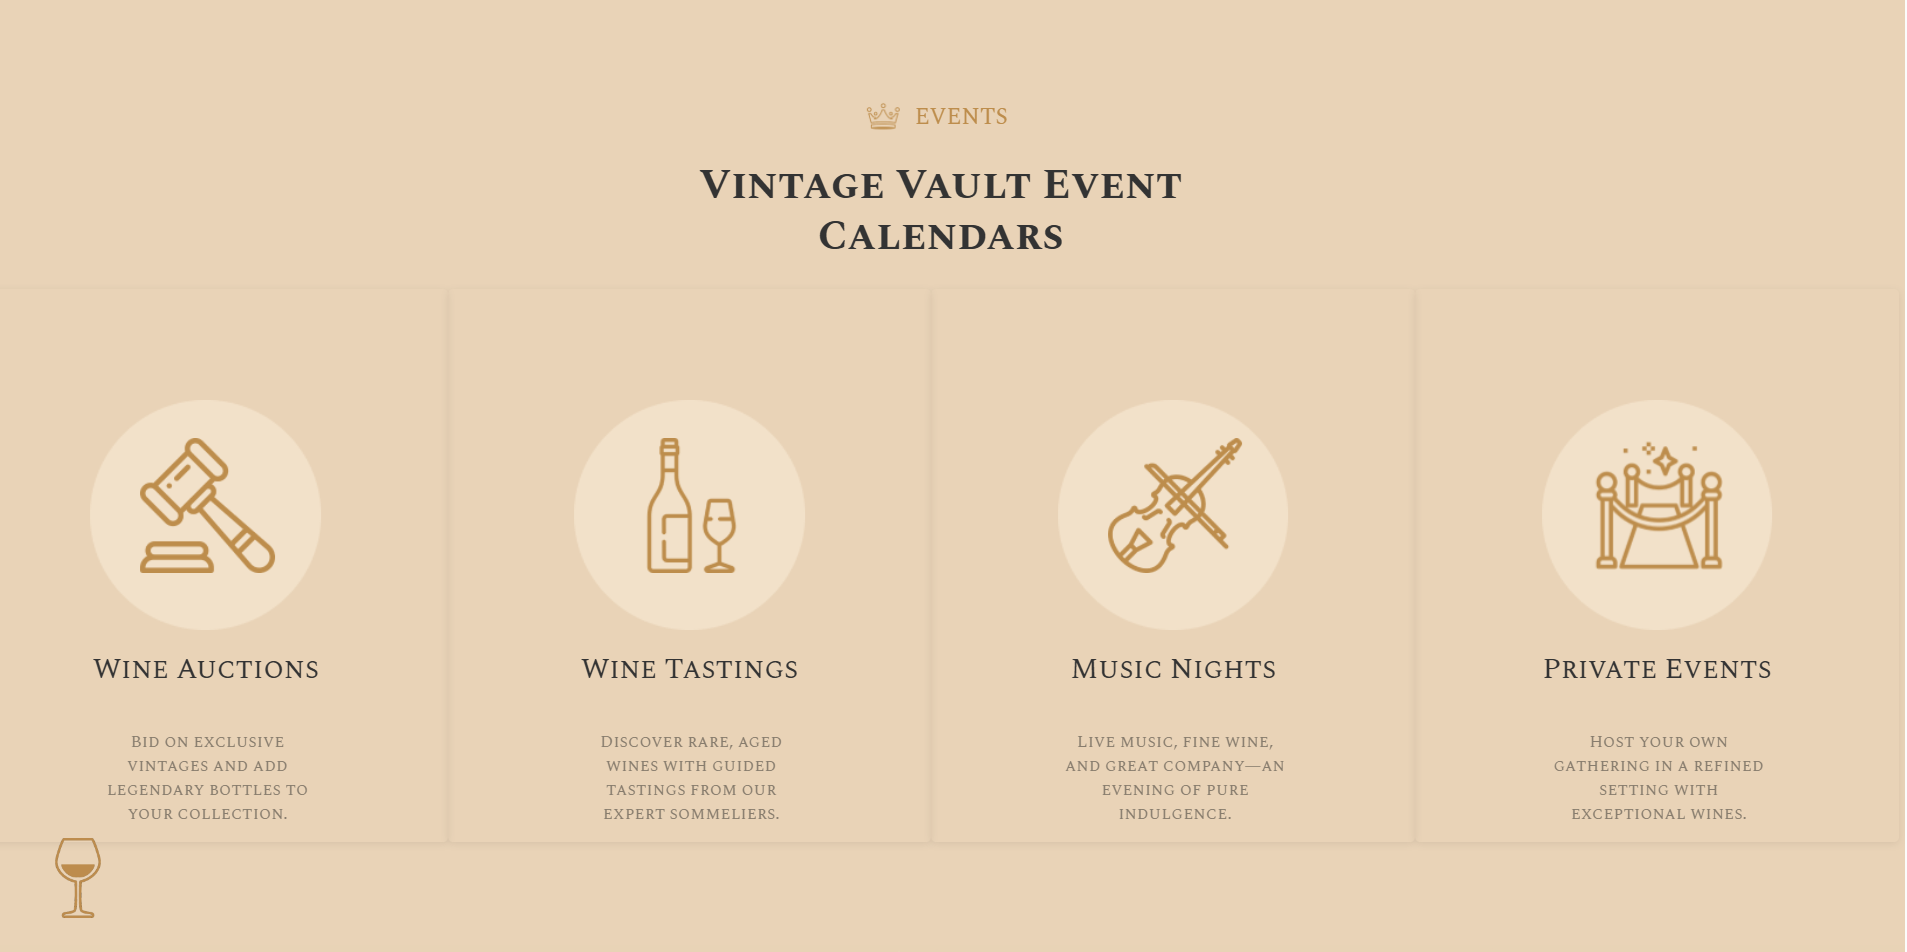 EVENTS
Vintage Vault Event
Calendars
Wine Auctions
Bid on exclusive
vintages and add
legendary bottles to
your collection.
Wine Tastings
Discover rare, aged
wines with guided
tastings from our
expert sommeliers.
Music Nights
Live music, fine wine,
and great company—an
evening of pure
indulgence.
Private Events
Host your own
gathering in a refined
setting with
exceptional wines.